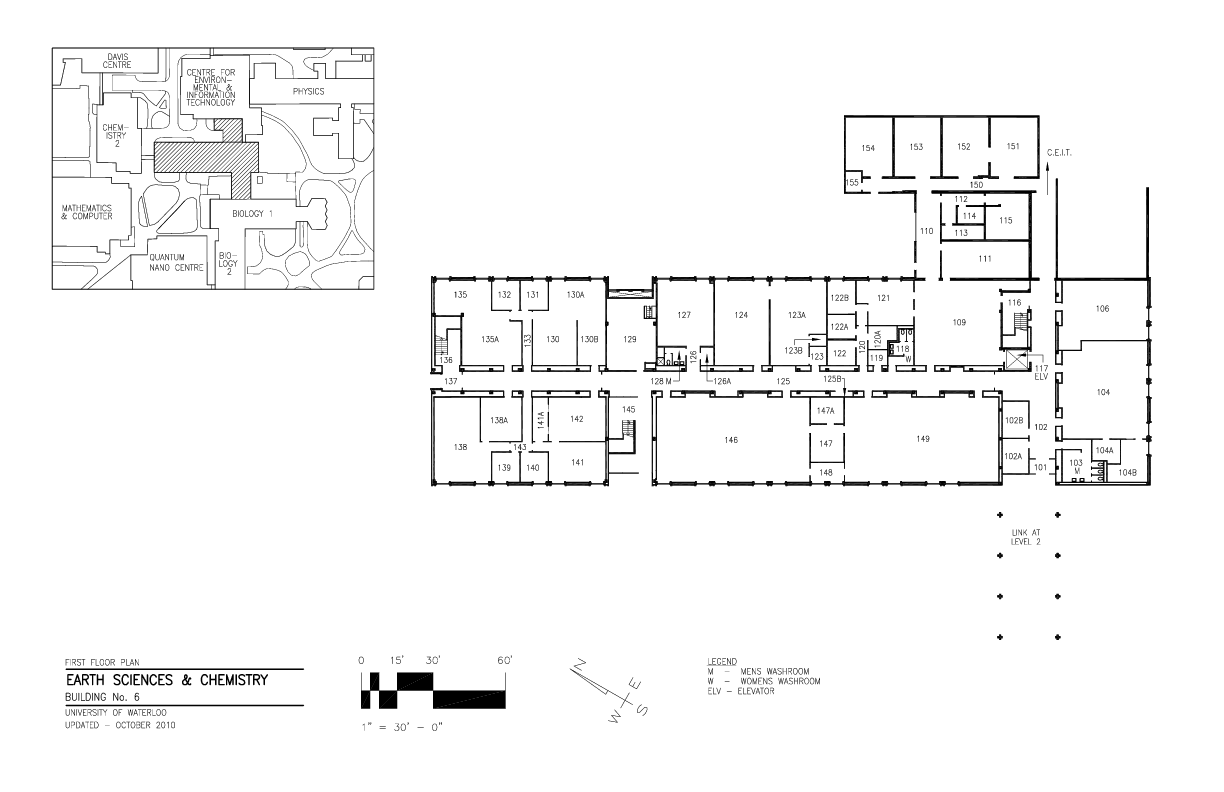 DAVIS
CENTRE
CENTRE FOR
ENVIRON-
MENTAL &
INFORMATION
TECHNOLOGY
PHYSICS
CHEM-
ISTRY
2
MATHEMATICS
& COMPUTER
BIOLOGY 1
QUANTUM
NANO CENTRE
BIO-
LOGY
2
154
153
152
151
C.E.I.T.
155
150
112
114
115
110
113
111
135
132
131
130A
122B
121
116
106
127
124
123A
109
122A
133
135A
130
130B
129
120A
118
W
136
126
123B
123
122
120
119
117
ELV
137
128 M
126A
125
125B
104
138A
141A
142
145
147A
102B
102
138
143
146
147
149
104A
139
140
141
148
102A
101
103
M
104B
LINK AT
LEVEL 2
FIRST FLOOR PLAN
EARTH SCIENCES & CHEMISTRY
BUILDING No. 6
UNIVERSITY OF WATERLOO
UPDATED – OCTOBER 2010
0 15' 30' 60'
1" = 30' – 0"
N
E
W
S
LEGEND
M – MENS WASHROOM
W – WOMENS WASHROOM
ELV – ELEVATOR